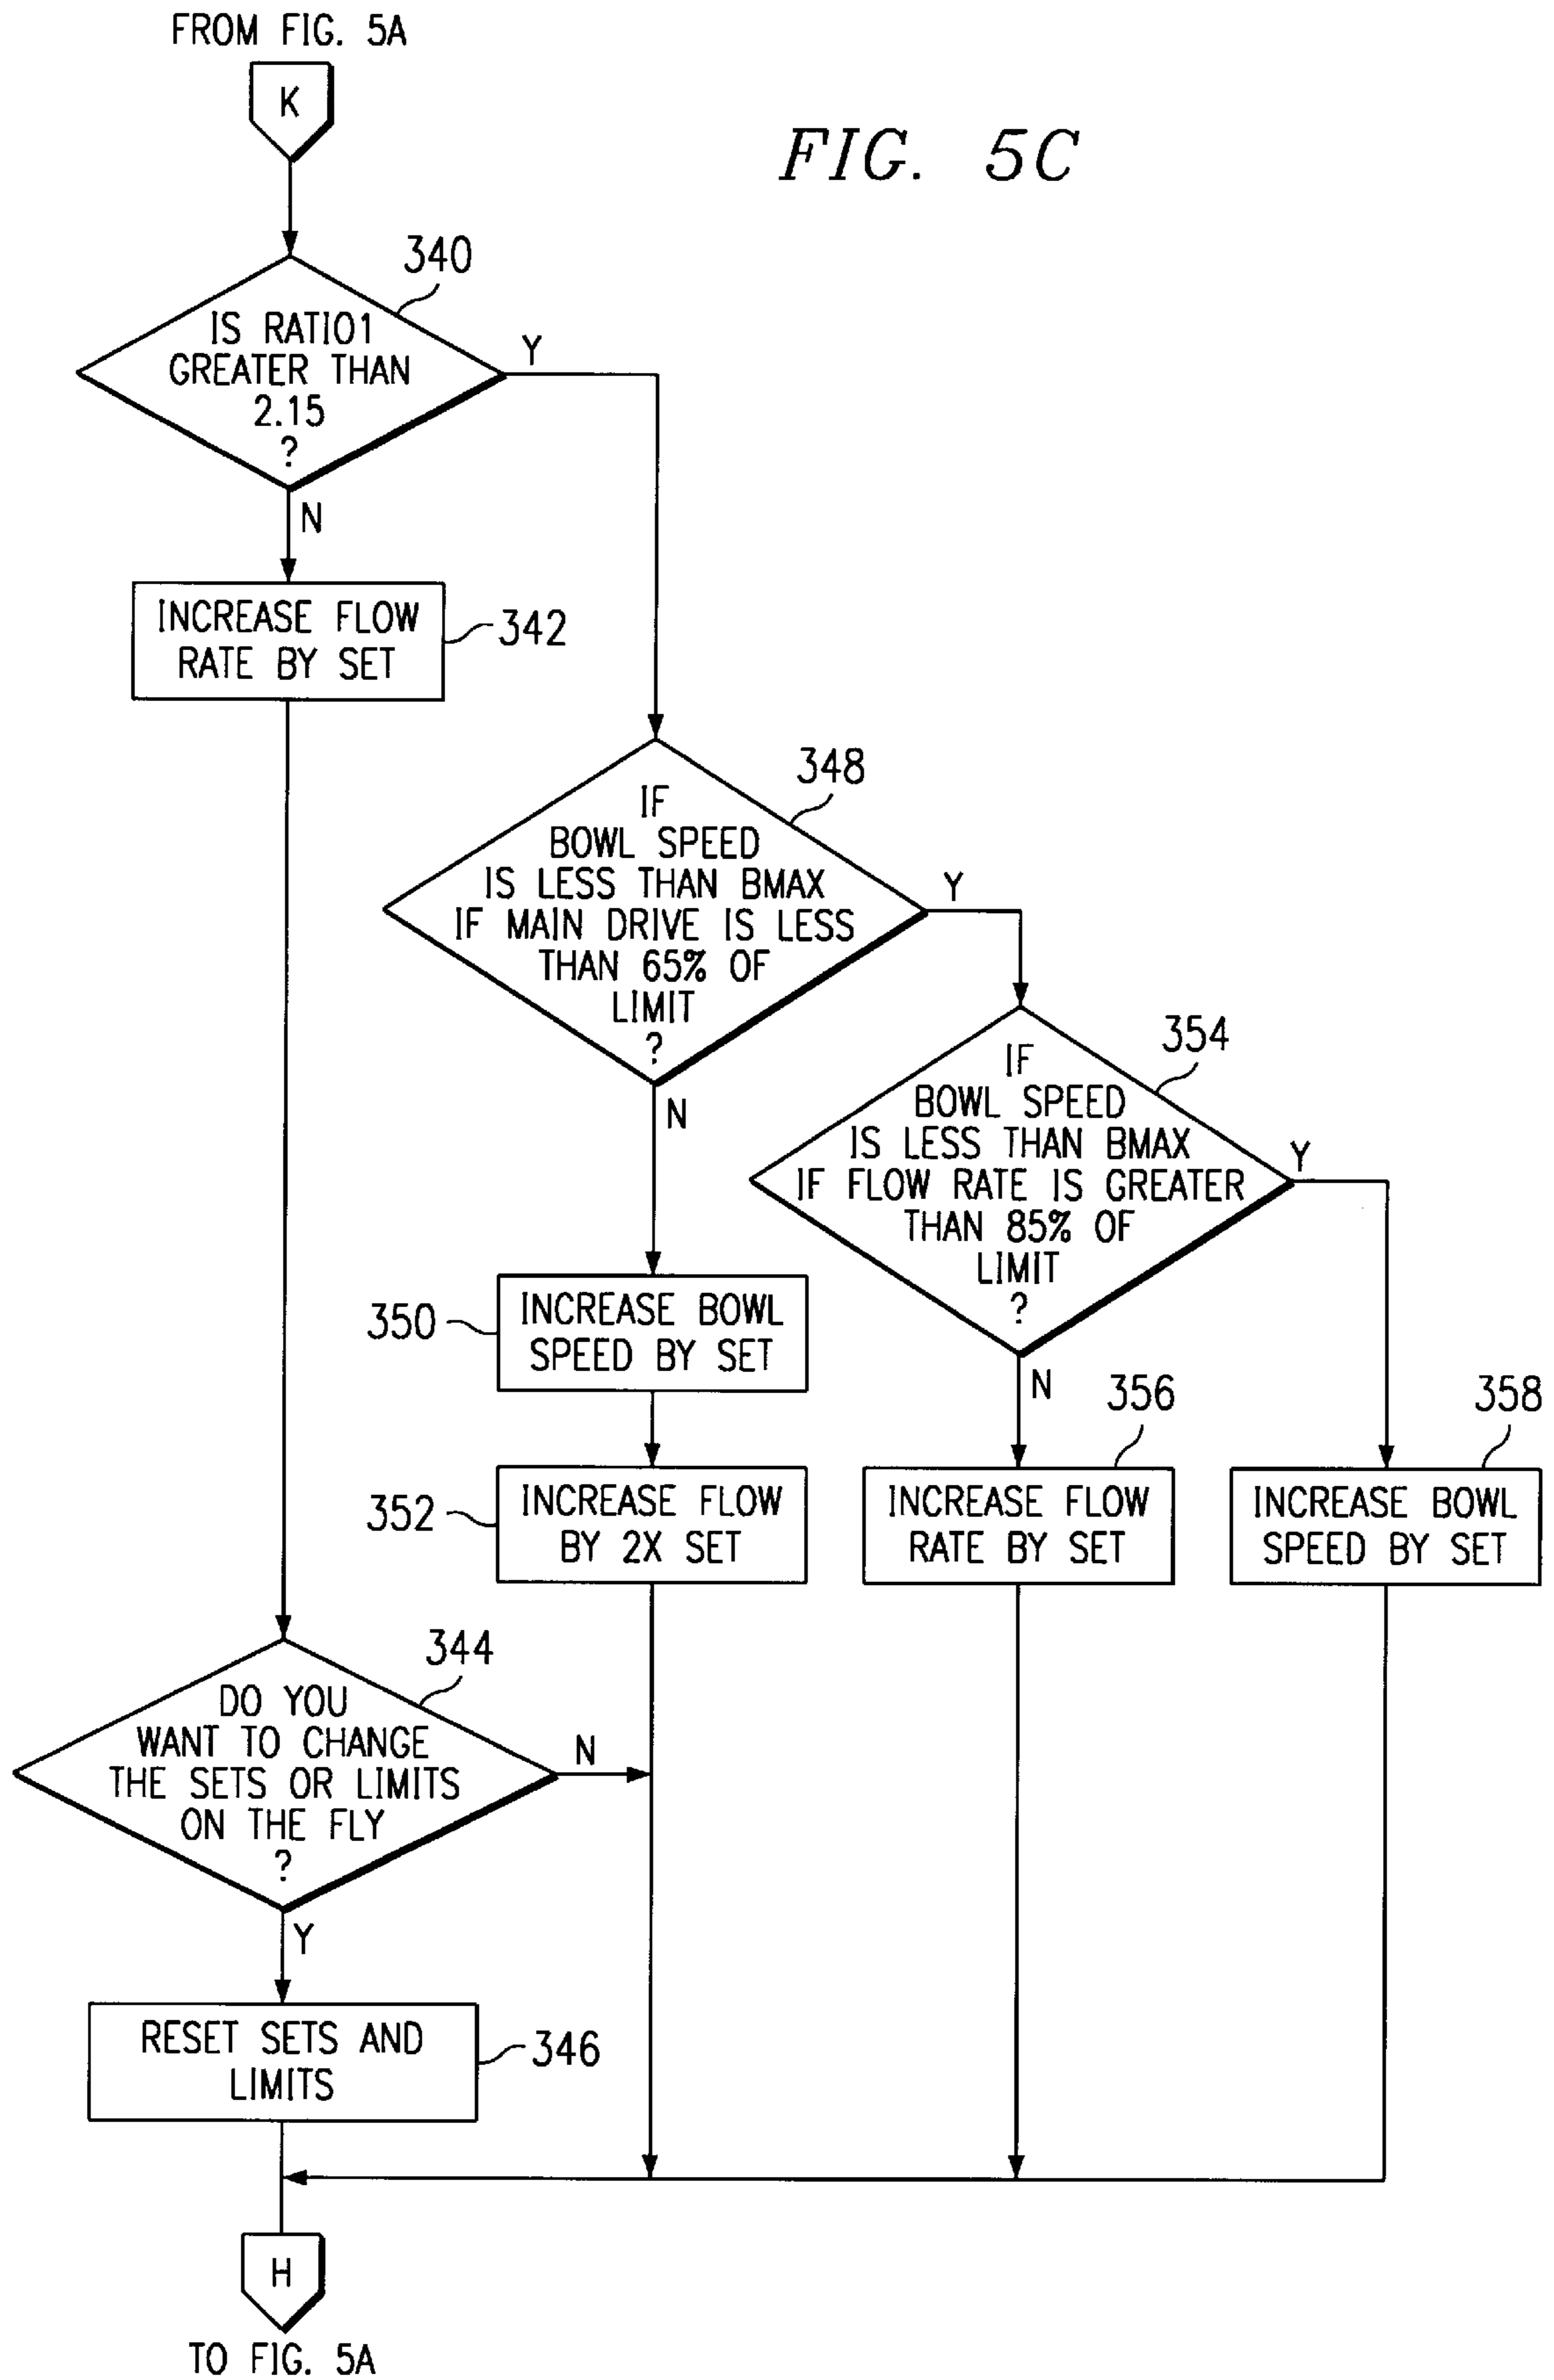 FROM FIG. 5A
K
FIG. 5C
340
IS RATIO1
GREATER THAN
2.15
?
Y
N
INCREASE FLOW
RATE BY SET
342
348
IF
BOWL SPEED
IS LESS THAN BMAX
IF MAIN DRIVE IS LESS
THAN 65% OF
LIMIT
?
Y
N
354
IF
BOWL SPEED
IS LESS THAN BMAX
IF FLOW RATE IS GREATER
THAN 85% OF
LIMIT
?
Y
N
350
INCREASE BOWL
SPEED BY SET
352
INCREASE FLOW
BY 2X SET
356
INCREASE FLOW
RATE BY SET
358
INCREASE BOWL
SPEED BY SET
344
DO YOU
WANT TO CHANGE
THE SETS OR LIMITS
ON THE FLY
?
N
Y
RESET SETS AND
LIMITS
346
H
TO FIG. 5A